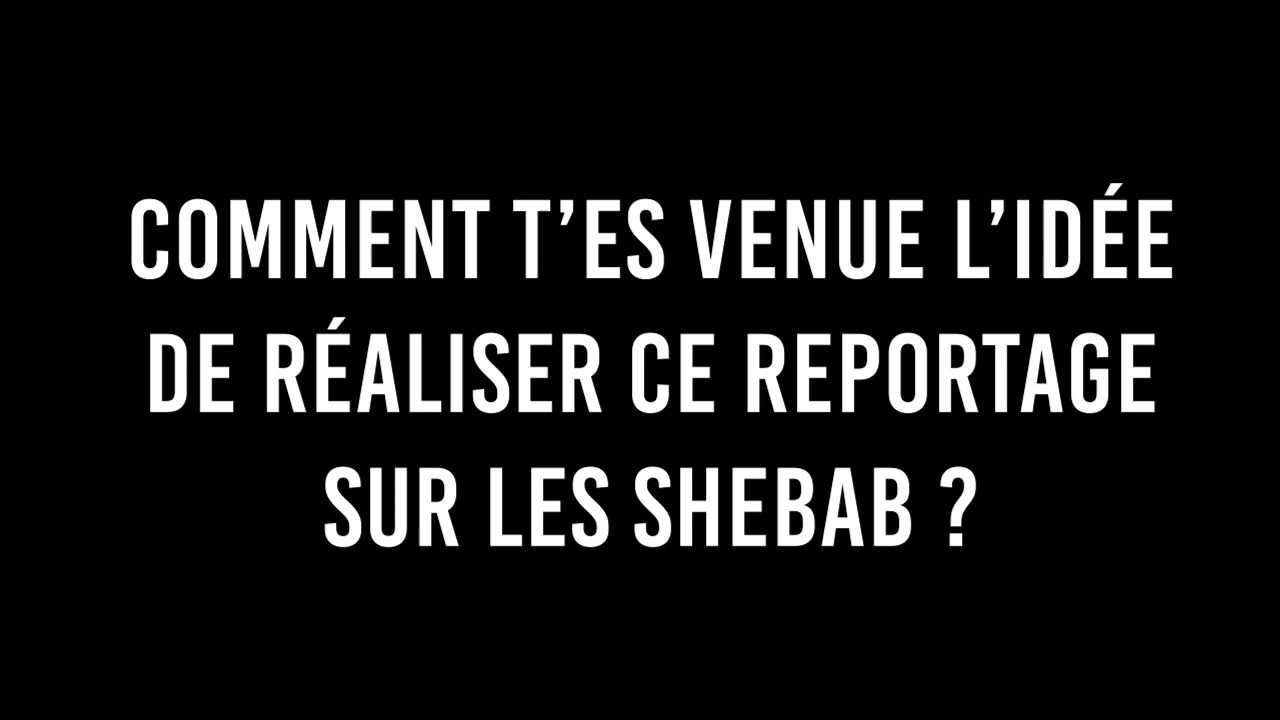 COMMENT T’ES VENUE L’IDÉE
DE RÉALISER CE REPORTAGE
SUR LES SHEBAB ?